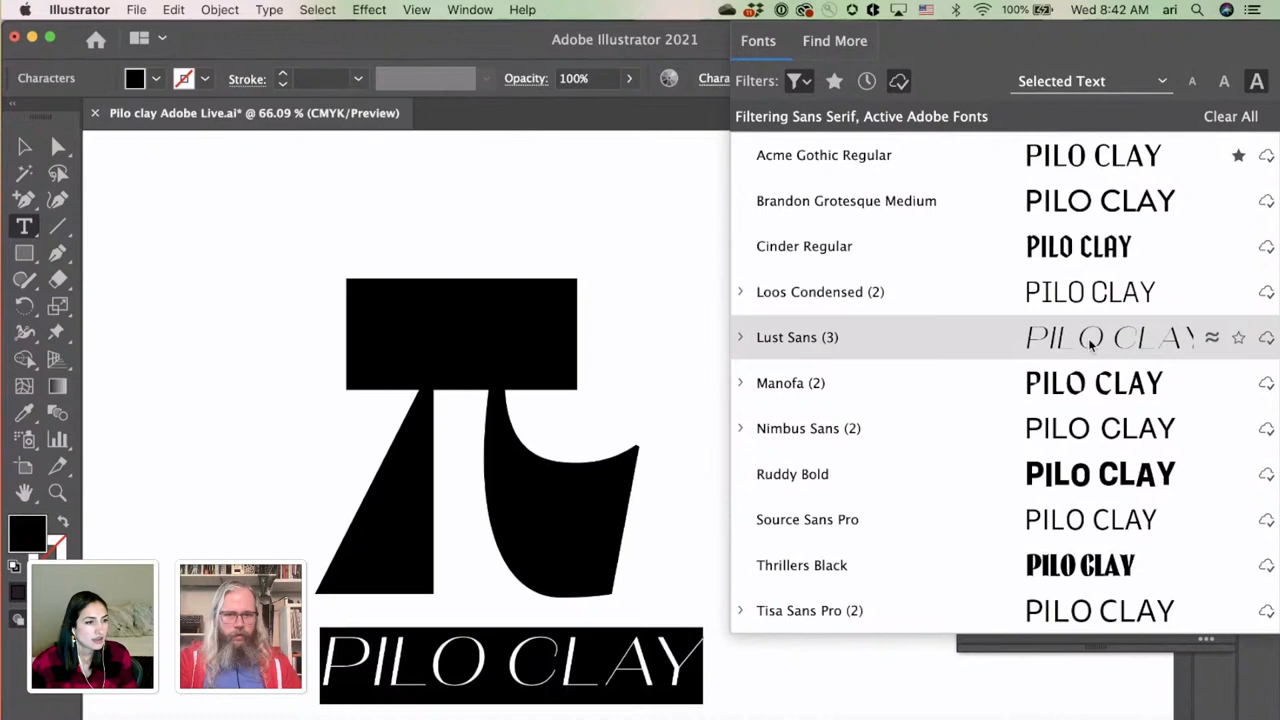 Illustrator File Edit Object Type Select Effect View Window Help 100% Wed 8:42 AM ari
Adobe Illustrator 2021
Characters Stroke: Opacity: 100% Chara
Pilo clay Adobe Live.ai* @ 66.09 % (CMYK/Preview)
Fonts Find More
Filters: Selected Text A A A
Filtering Sans Serif, Active Adobe Fonts Clear All
Acme Gothic Regular PILO CLAY
Brandon Grotesque Medium PILO CLAY
Cinder Regular PILO CLAY
Loos Condensed (2) PILO CLAY
Lust Sans (3) PILO CLAY
Manofa (2) PILO CLAY
Nimbus Sans (2) PILO CLAY
Ruddy Bold PILO CLAY
Source Sans Pro PILO CLAY
Thrillers Black PILO CLAY
Tisa Sans Pro (2) PILO CLAY
PILO CLAY